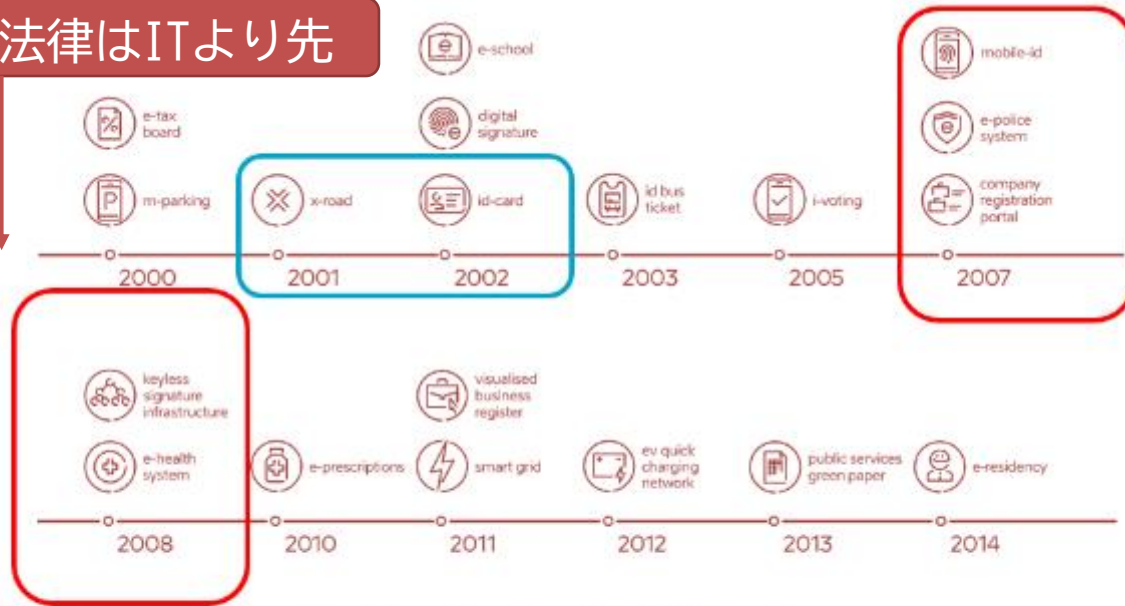 法律はITより先
e-school
e-tax
board
digital
signature
m-parking
x-road
id-card
id bus
ticket
i-voting
mobile-id
e-police
system
company
registration
portal
2000
2001
2002
2003
2005
2007
keyless
signature
infrastructure
e-health
system
e-prescriptions
visualised
business
register
smart grid
ev quick
charging
network
public services
green paper
e-residency
2008
2010
2011
2012
2013
2014